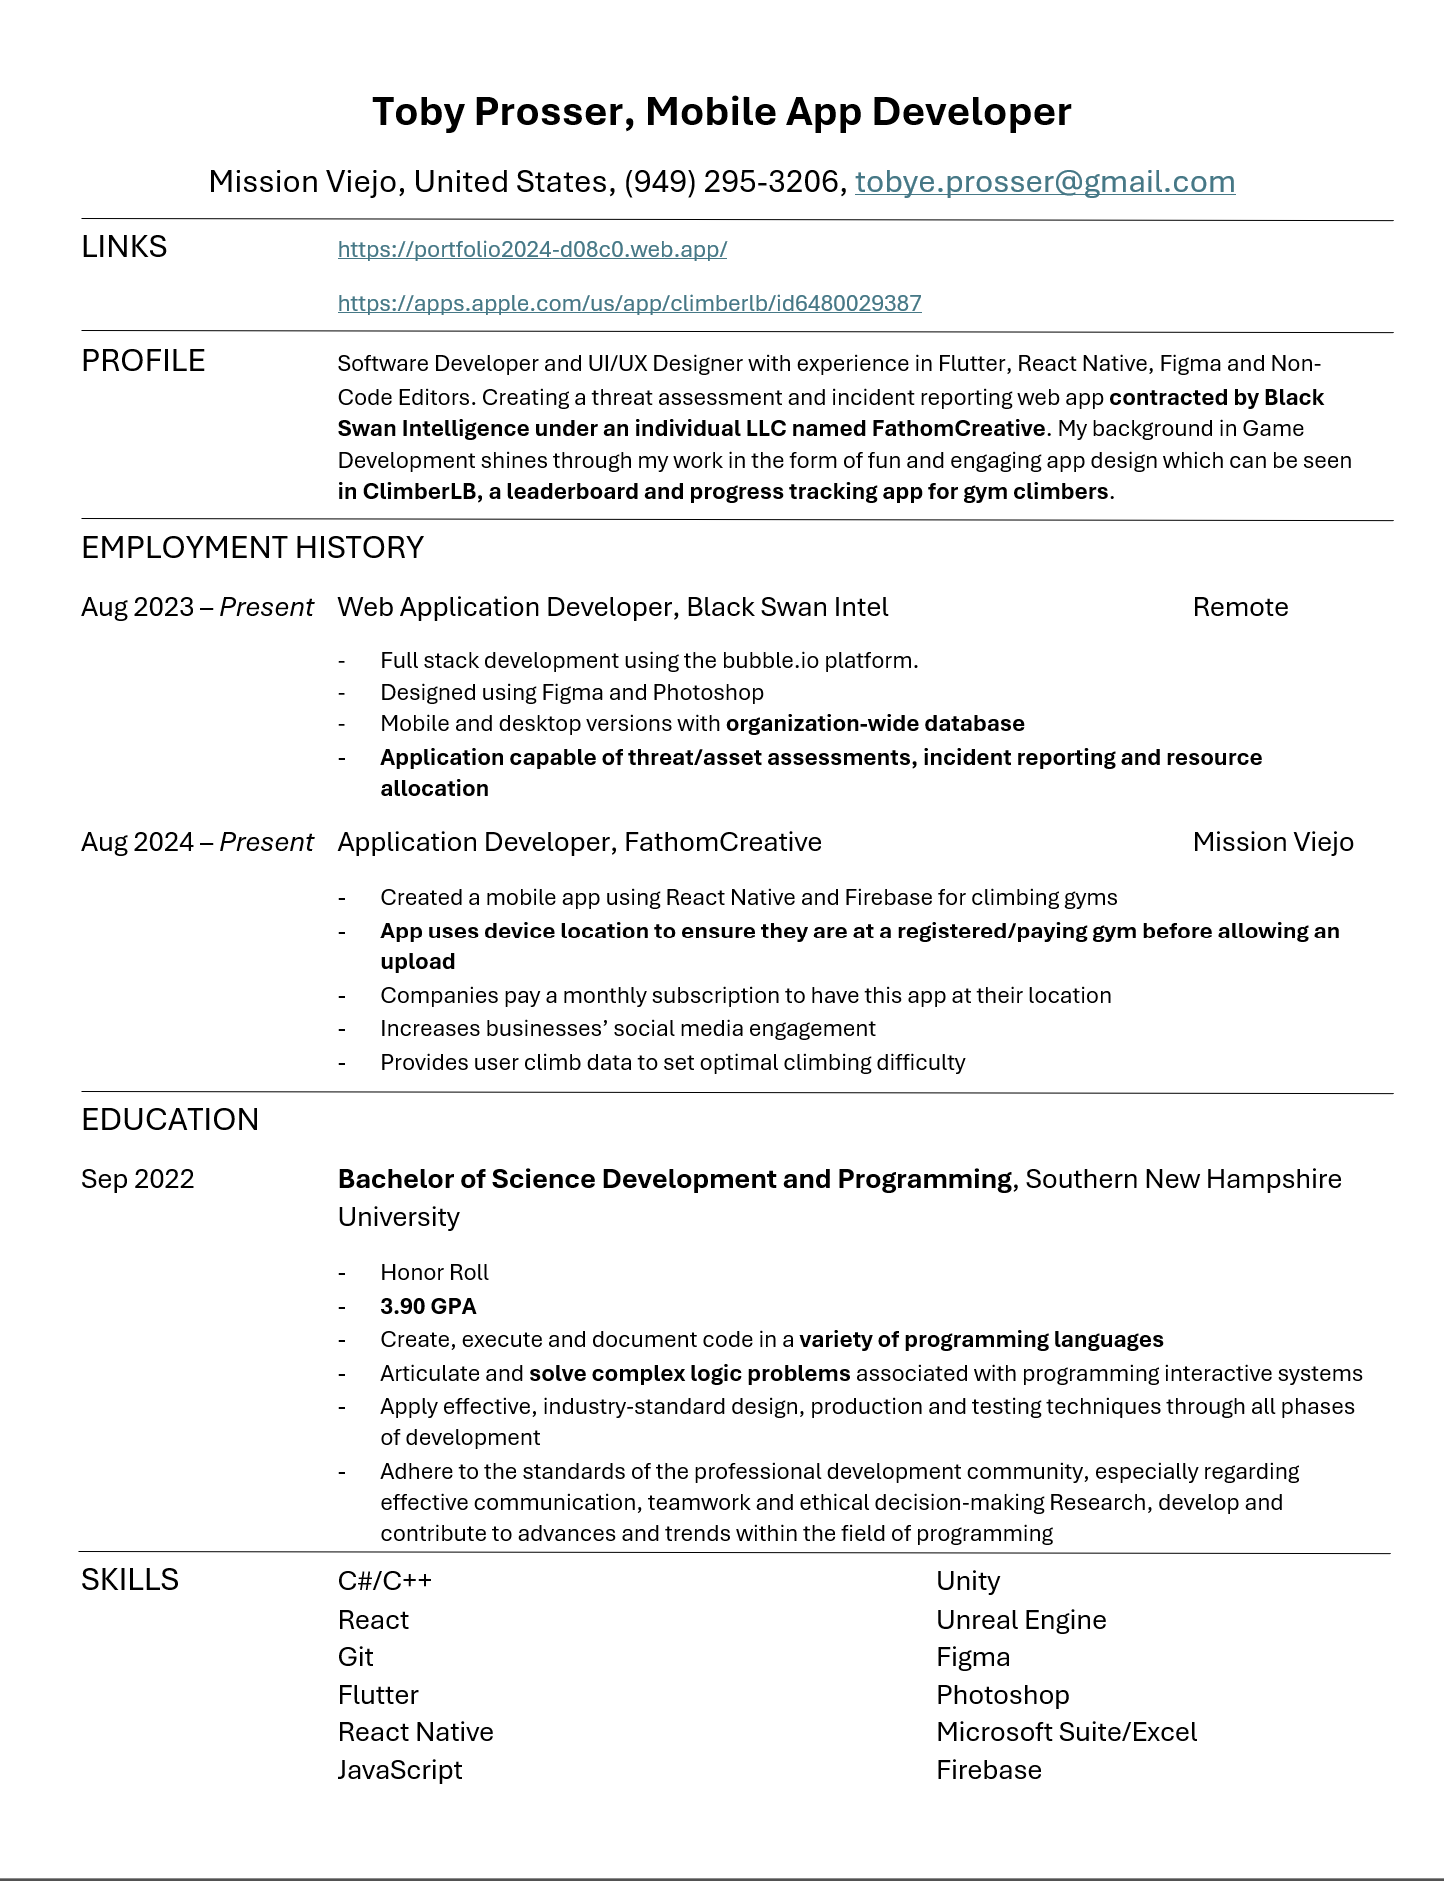 Toby Prosser, Mobile App Developer
Mission Viejo, United States, (949) 295-3206, tobye.prosser@gmail.com
LINKS
https://portfolio2024-d08c0.web.app/
https://apps.apple.com/us/app/climberlb/id6480029387
PROFILE
Software Developer and UI/UX Designer with experience in Flutter, React Native, Figma and Non-
Code Editors. Creating a threat assessment and incident reporting web app contracted by Black
Swan Intelligence under an individual LLC named FathomCreative. My background in Game
Development shines through my work in the form of fun and engaging app design which can be seen
in ClimberLB, a leaderboard and progress tracking app for gym climbers.
EMPLOYMENT HISTORY
Aug 2023 – Present Web Application Developer, Black Swan Intel Remote
- Full stack development using the bubble.io platform.
- Designed using Figma and Photoshop
- Mobile and desktop versions with organization-wide database
- Application capable of threat/asset assessments, incident reporting and resource
allocation
Aug 2024 – Present Application Developer, FathomCreative Mission Viejo
- Created a mobile app using React Native and Firebase for climbing gyms
- App uses device location to ensure they are at a registered/paying gym before allowing an
upload
- Companies pay a monthly subscription to have this app at their location
- Increases businesses’ social media engagement
- Provides user climb data to set optimal climbing difficulty
EDUCATION
Sep 2022 Bachelor of Science Development and Programming, Southern New Hampshire
University
- Honor Roll
- 3.90 GPA
- Create, execute and document code in a variety of programming languages
- Articulate and solve complex logic problems associated with programming interactive systems
- Apply effective, industry-standard design, production and testing techniques through all phases
of development
- Adhere to the standards of the professional development community, especially regarding
effective communication, teamwork and ethical decision-making Research, develop and
contribute to advances and trends within the field of programming
SKILLS
C#/C++ Unity
React Unreal Engine
Git Figma
Flutter Photoshop
React Native Microsoft Suite/Excel
JavaScript Firebase